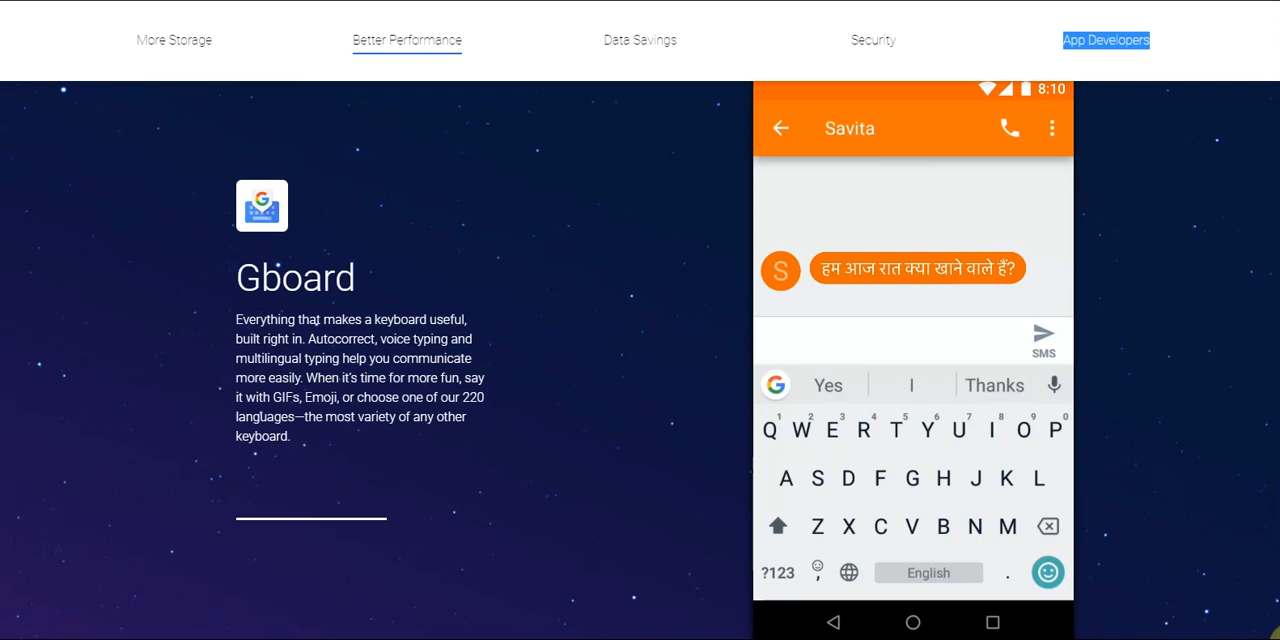 More Storage
Better Performance
Data Savings
Security
App Developers
Gboard
Everything that makes a keyboard useful,
built right in. Autocorrect, voice typing and
multilingual typing help you communicate
more easily. When it's time for more fun, say
it with GIFs, Emoji, or choose one of our 220
languages—the most variety of any other
keyboard.
8:10
Savita
S
हम आज रात क्या खाने वाले हैं?
SMS
G Yes I Thanks
1 2 3 4 5 6 7 8 9 0
Q W E R T Y U I O P
A S D F G H J K L
Z X C V B N M
?123 , English .